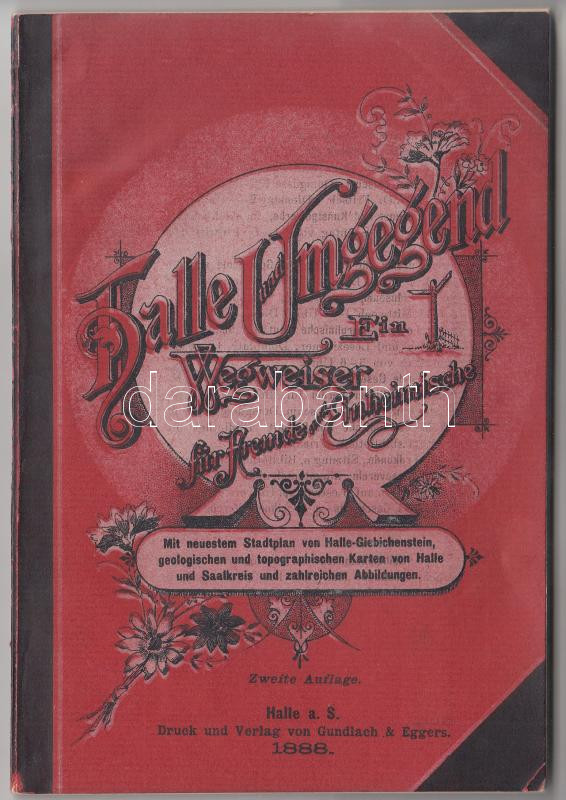 Halle und Umgegend
Ein
Wegweiser
für Fremde und Einheimische
darabanth
Mit neuestem Stadtplan von Halle-Giebichenstein,
geologischen und topographischen Karten von Halle
und Saalkreis und zahlreichen Abbildungen.
Zweite Auflage.
Halle a. S.
Druck und Verlag von Gundlach & Eggers.
1888.